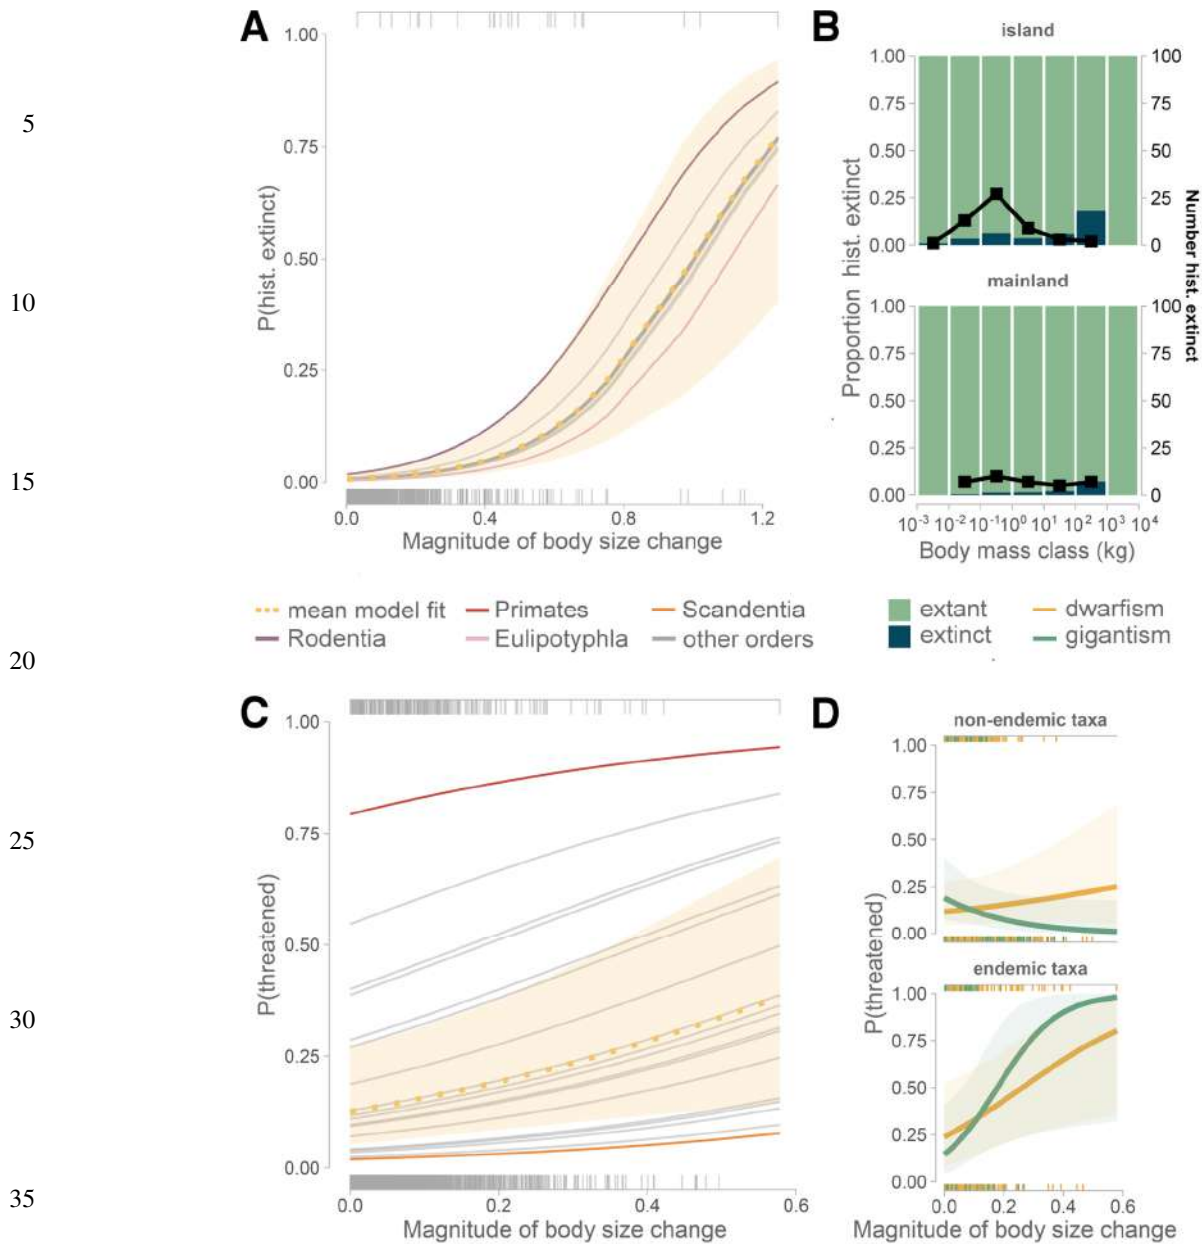 A
B
island
1.00
0.75
0.50
0.25
0.00
P(hist. extinct)
0.0
0.4
0.8
1.2
Magnitude of body size change
1.00
0.75
0.50
0.25
0.00
100
75
50
25
0
mainland
1.00
0.75
0.50
0.25
0.00
100
75
50
25
0
Proportion hist. extinct
Number hist. extinct
10⁻³ 10⁻² 10⁻¹ 10⁰ 10¹ 10² 10³ 10⁴
Body mass class (kg)
mean model fit
Primates
Scandentia
Rodentia
Eulipotyphla
other orders
extant
dwarfism
extinct
gigantism
C
D
1.00
0.75
0.50
0.25
0.00
P(threatened)
0.0
0.2
0.4
0.6
Magnitude of body size change
non-endemic taxa
1.00
0.75
0.50
0.25
0.00
endemic taxa
1.00
0.75
0.50
0.25
0.00
P(threatened)
0.0
0.2
0.4
0.6
Magnitude of body size change
5
10
15
20
25
30
35